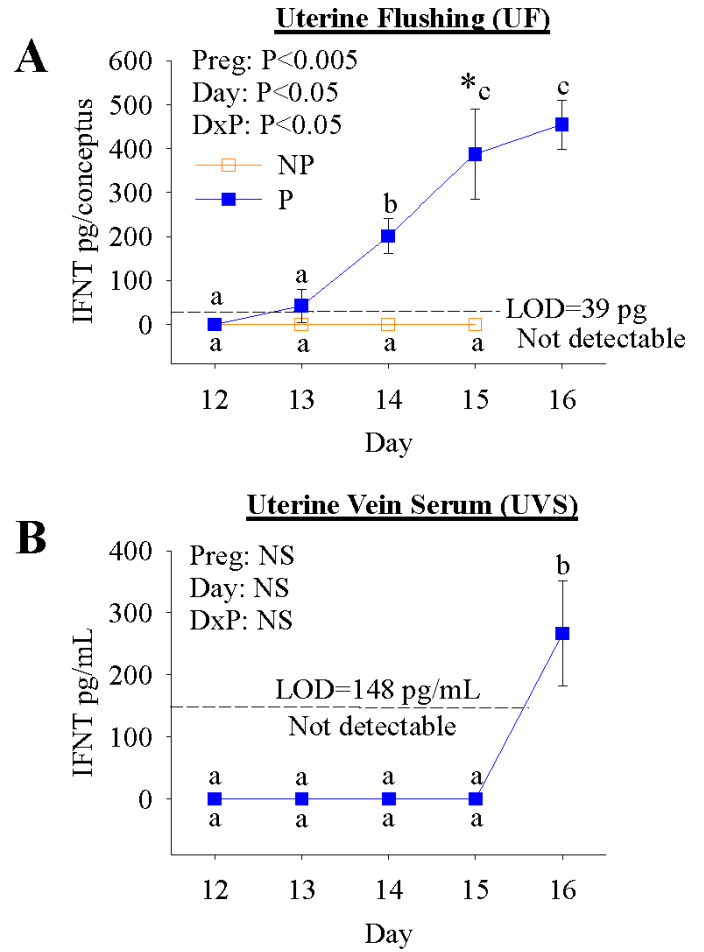 Uterine Flushing (UF)
A
600
500
400
300
200
100
0
IFNT pg/conceptus
Preg: P<0.005
Day: P<0.05
DxP: P<0.05
NP
P
a
a
b
*c
c
LOD=39 pg
Not detectable
a
a
a
a
12
13
14
15
16
Day
Uterine Vein Serum (UVS)
B
400
300
200
100
0
IFNT pg/mL
Preg: NS
Day: NS
DxP: NS
b
LOD=148 pg/mL
Not detectable
a
a
a
a
a
a
a
a
12
13
14
15
16
Day